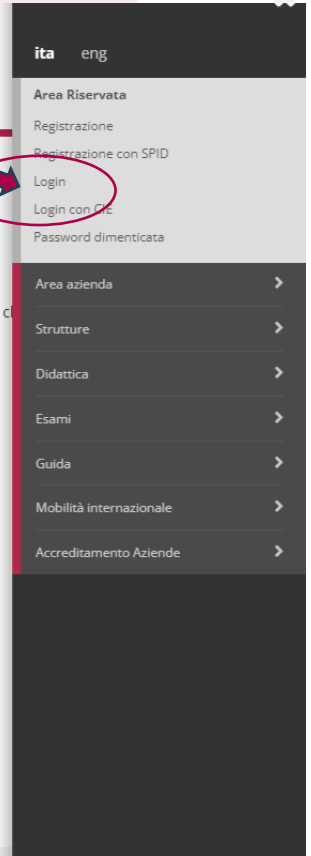 ita eng
Area Riservata
Registrazione
Registrazione con SPID
Login
Login con CIE
Password dimenticata
Area azienda
Strutture
Didattica
Esami
Guida
Mobilità internazionale
Accreditamento Aziende